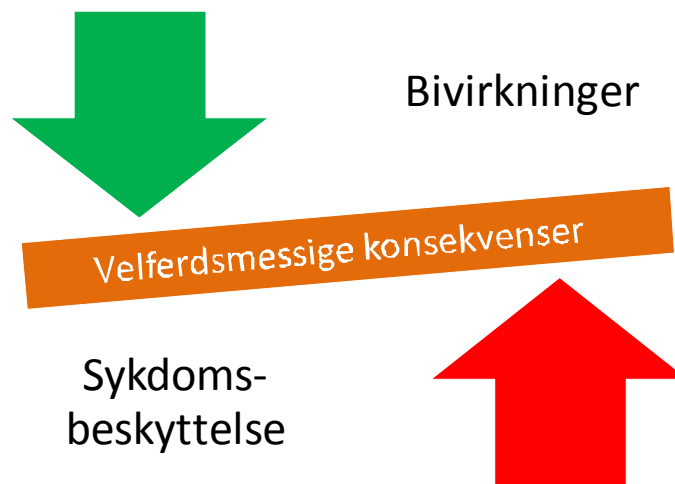 Bivirkninger
Velferdsmessige konsekvenser
Sykdoms-
beskyttelse